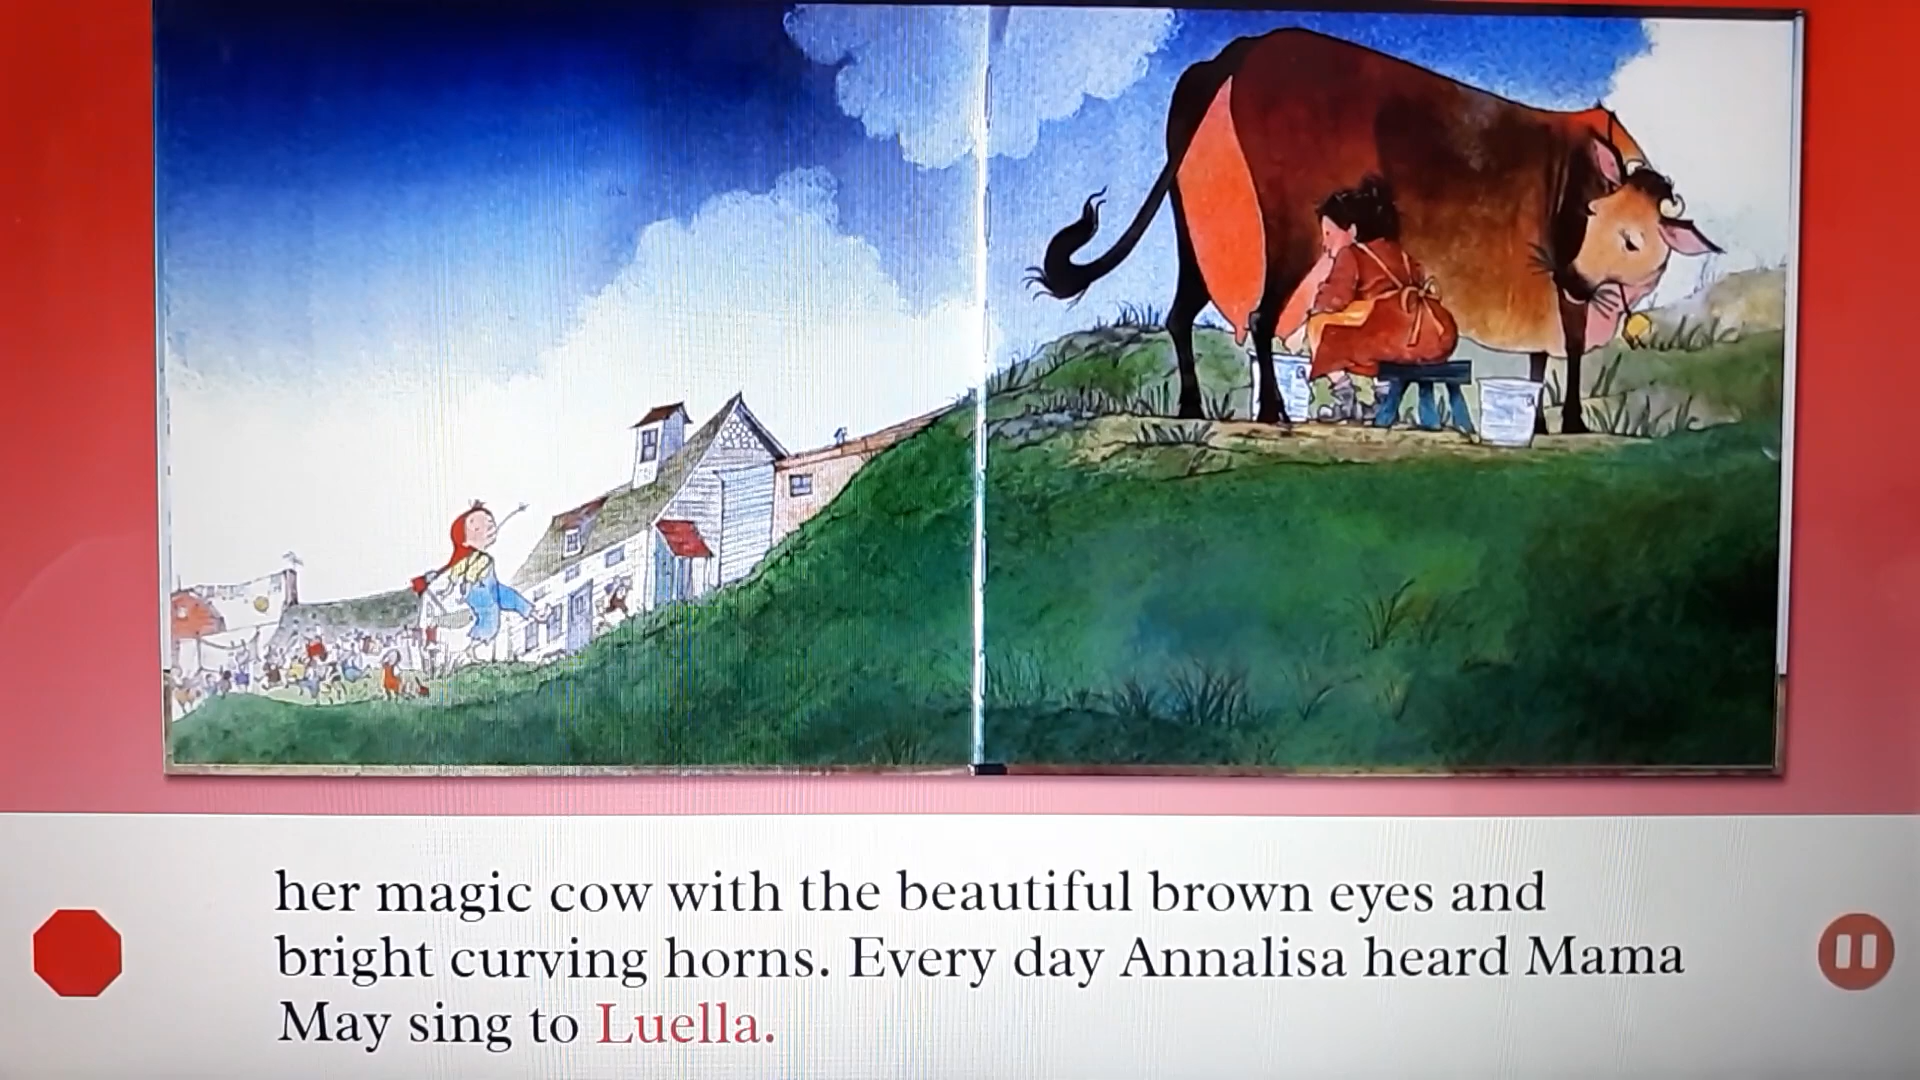 her magic cow with the beautiful brown eyes and
bright curving horns. Every day Annalisa heard Mama
May sing to Luella.